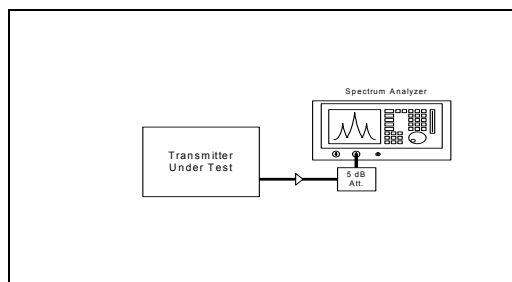 Spectrum Analyzer
Transmitter
Under Test
5 dB
Att.